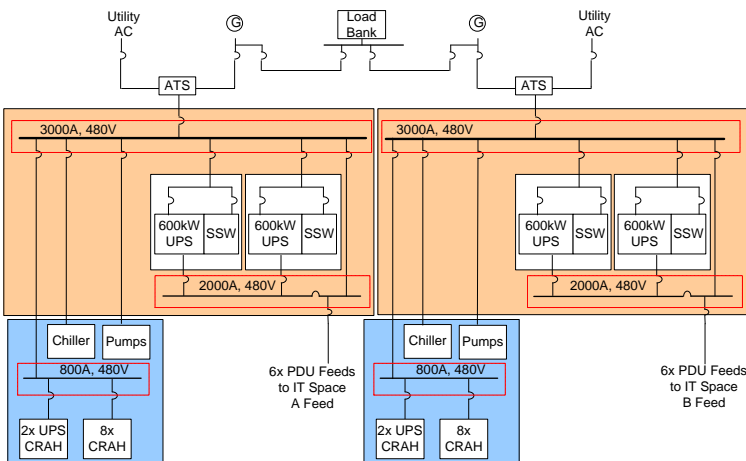 Utility
AC
G
Load
Bank
G
Utility
AC
ATS
ATS
3000A, 480V
3000A, 480V
600kW
UPS
SSW
600kW
UPS
SSW
600kW
UPS
SSW
600kW
UPS
SSW
2000A, 480V
2000A, 480V
Chiller
Pumps
Chiller
Pumps
800A, 480V
800A, 480V
6x PDU Feeds
to IT Space
A Feed
6x PDU Feeds
to IT Space
B Feed
2x UPS
CRAH
8x
CRAH
2x UPS
CRAH
8x
CRAH